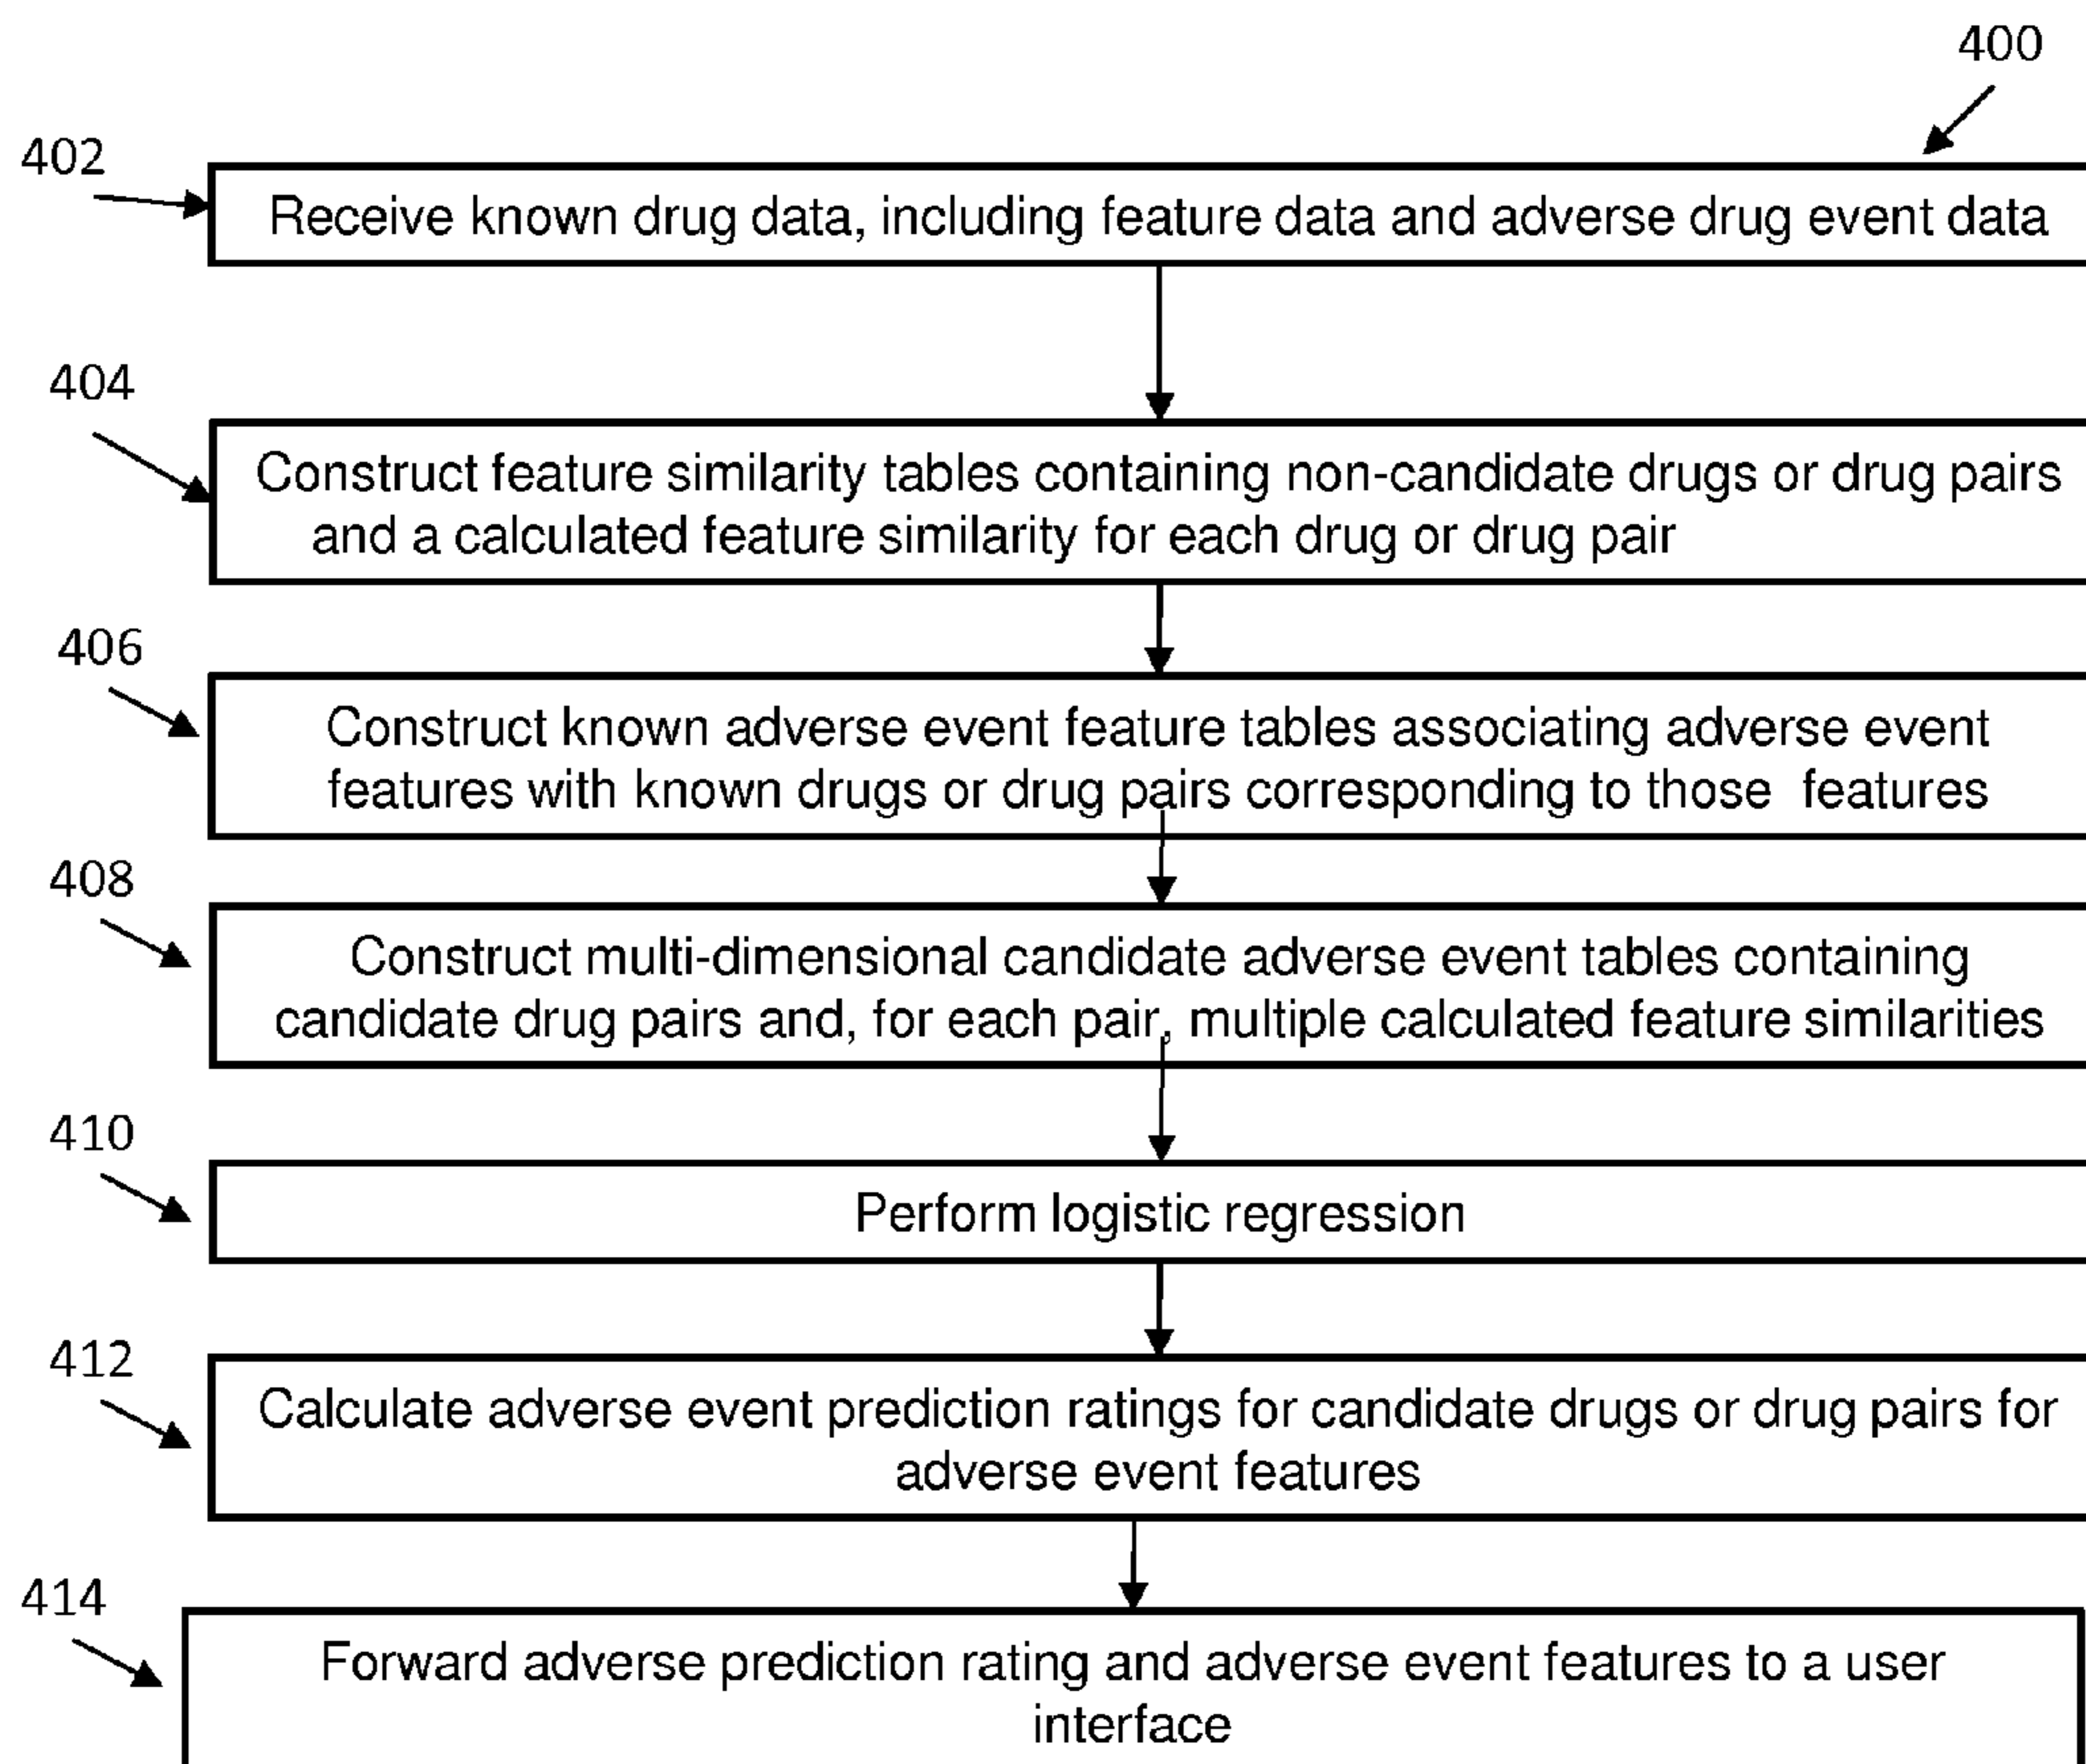 400
402
Receive known drug data, including feature data and adverse drug event data
404
Construct feature similarity tables containing non-candidate drugs or drug pairs
and a calculated feature similarity for each drug or drug pair
406
Construct known adverse event feature tables associating adverse event
features with known drugs or drug pairs corresponding to those features
408
Construct multi-dimensional candidate adverse event tables containing
candidate drug pairs and, for each pair, multiple calculated feature similarities
410
Perform logistic regression
412
Calculate adverse event prediction ratings for candidate drugs or drug pairs for
adverse event features
414
Forward adverse prediction rating and adverse event features to a user
interface